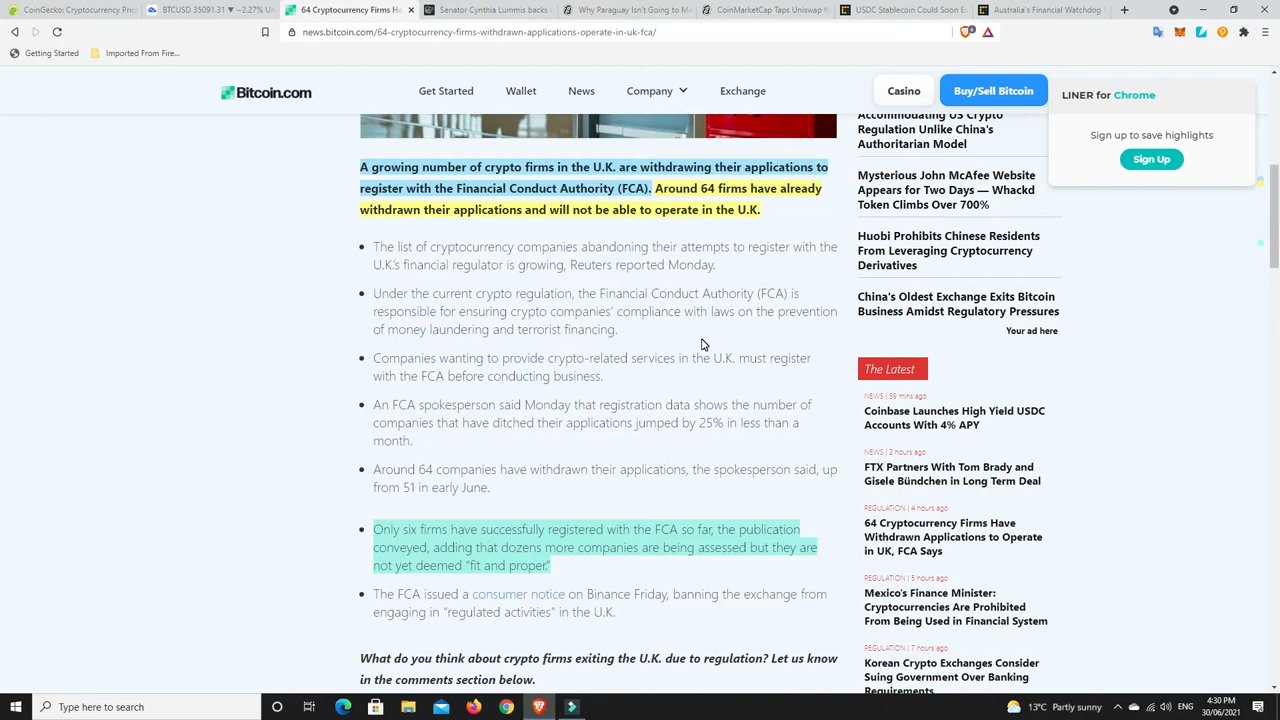 CoinGecko: Cryptocurrency Pric
BTCUSD 35091.31 −2.27% Un
64 Cryptocurrency Firms Ha
Senator Cynthia Lummis backs
Why Paraguay Isn't Going to M
CoinMarketCap Taps Uniswap fo
USDC Stablecoin Could Soon E
Australia's Financial Watchdog
news.bitcoin.com/64-cryptocurrency-firms-withdrawn-applications-operate-in-uk-fca/
Getting Started
Imported From Fire...
Bitcoin.com
Get Started
Wallet
News
Company
Exchange
Casino
Buy/Sell Bitcoin
LINER for Chrome
Sign up to save highlights
Sign Up
A growing number of crypto firms in the U.K. are withdrawing their applications to
register with the Financial Conduct Authority (FCA). Around 64 firms have already
withdrawn their applications and will not be able to operate in the U.K.
• The list of cryptocurrency companies abandoning their attempts to register with the
U.K.'s financial regulator is growing, Reuters reported Monday.
• Under the current crypto regulation, the Financial Conduct Authority (FCA) is
responsible for ensuring crypto companies' compliance with laws on the prevention
of money laundering and terrorist financing.
• Companies wanting to provide crypto-related services in the U.K. must register
with the FCA before conducting business.
• An FCA spokesperson said Monday that registration data shows the number of
companies that have ditched their applications jumped by 25% in less than a
month.
• Around 64 companies have withdrawn their applications, the spokesperson said, up
from 51 in early June.
• Only six firms have successfully registered with the FCA so far, the publication
conveyed, adding that dozens more companies are being assessed but they are
not yet deemed "fit and proper."
• The FCA issued a consumer notice on Binance Friday, banning the exchange from
engaging in "regulated activities" in the U.K.
What do you think about crypto firms exiting the U.K. due to regulation? Let us know
in the comments section below.
Accommodating US Crypto
Regulation Unlike China's
Authoritarian Model
Mysterious John McAfee Website
Appears for Two Days — Whackd
Token Climbs Over 700%
Huobi Prohibits Chinese Residents
From Leveraging Cryptocurrency
Derivatives
China's Oldest Exchange Exits Bitcoin
Business Amidst Regulatory Pressures
Your ad here
The Latest
NEWS | 59 mins ago
Coinbase Launches High Yield USDC
Accounts With 4% APY
NEWS | 2 hours ago
FTX Partners With Tom Brady and
Gisele Bündchen in Long Term Deal
REGULATION | 4 hours ago
64 Cryptocurrency Firms Have
Withdrawn Applications to Operate
in UK, FCA Says
REGULATION | 5 hours ago
Mexico's Finance Minister:
Cryptocurrencies Are Prohibited
From Being Used in Financial System
REGULATION | 7 hours ago
Korean Crypto Exchanges Consider
Suing Government Over Banking
Requirements
Type here to search
13°C Partly sunny
ENG
4:30 PM
30/06/2021